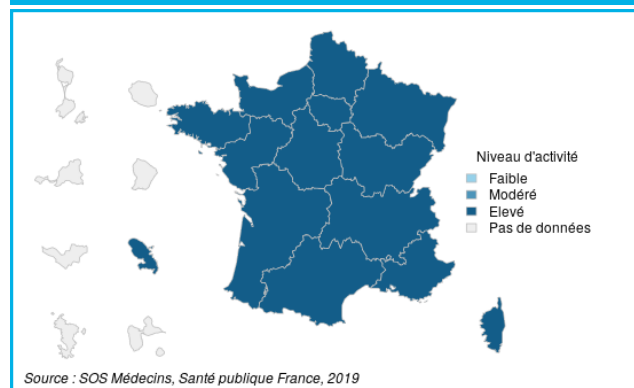 Niveau d'activité
Faible
Modéré
Elevé
Pas de données
Source : SOS Médecins, Santé publique France, 2019